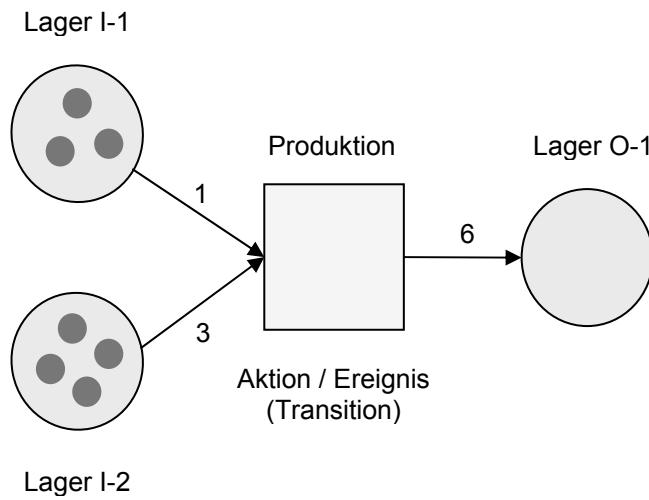 Lager I-1
Produktion
Lager O-1
1
6
3
Aktion / Ereignis
(Transition)
Lager I-2